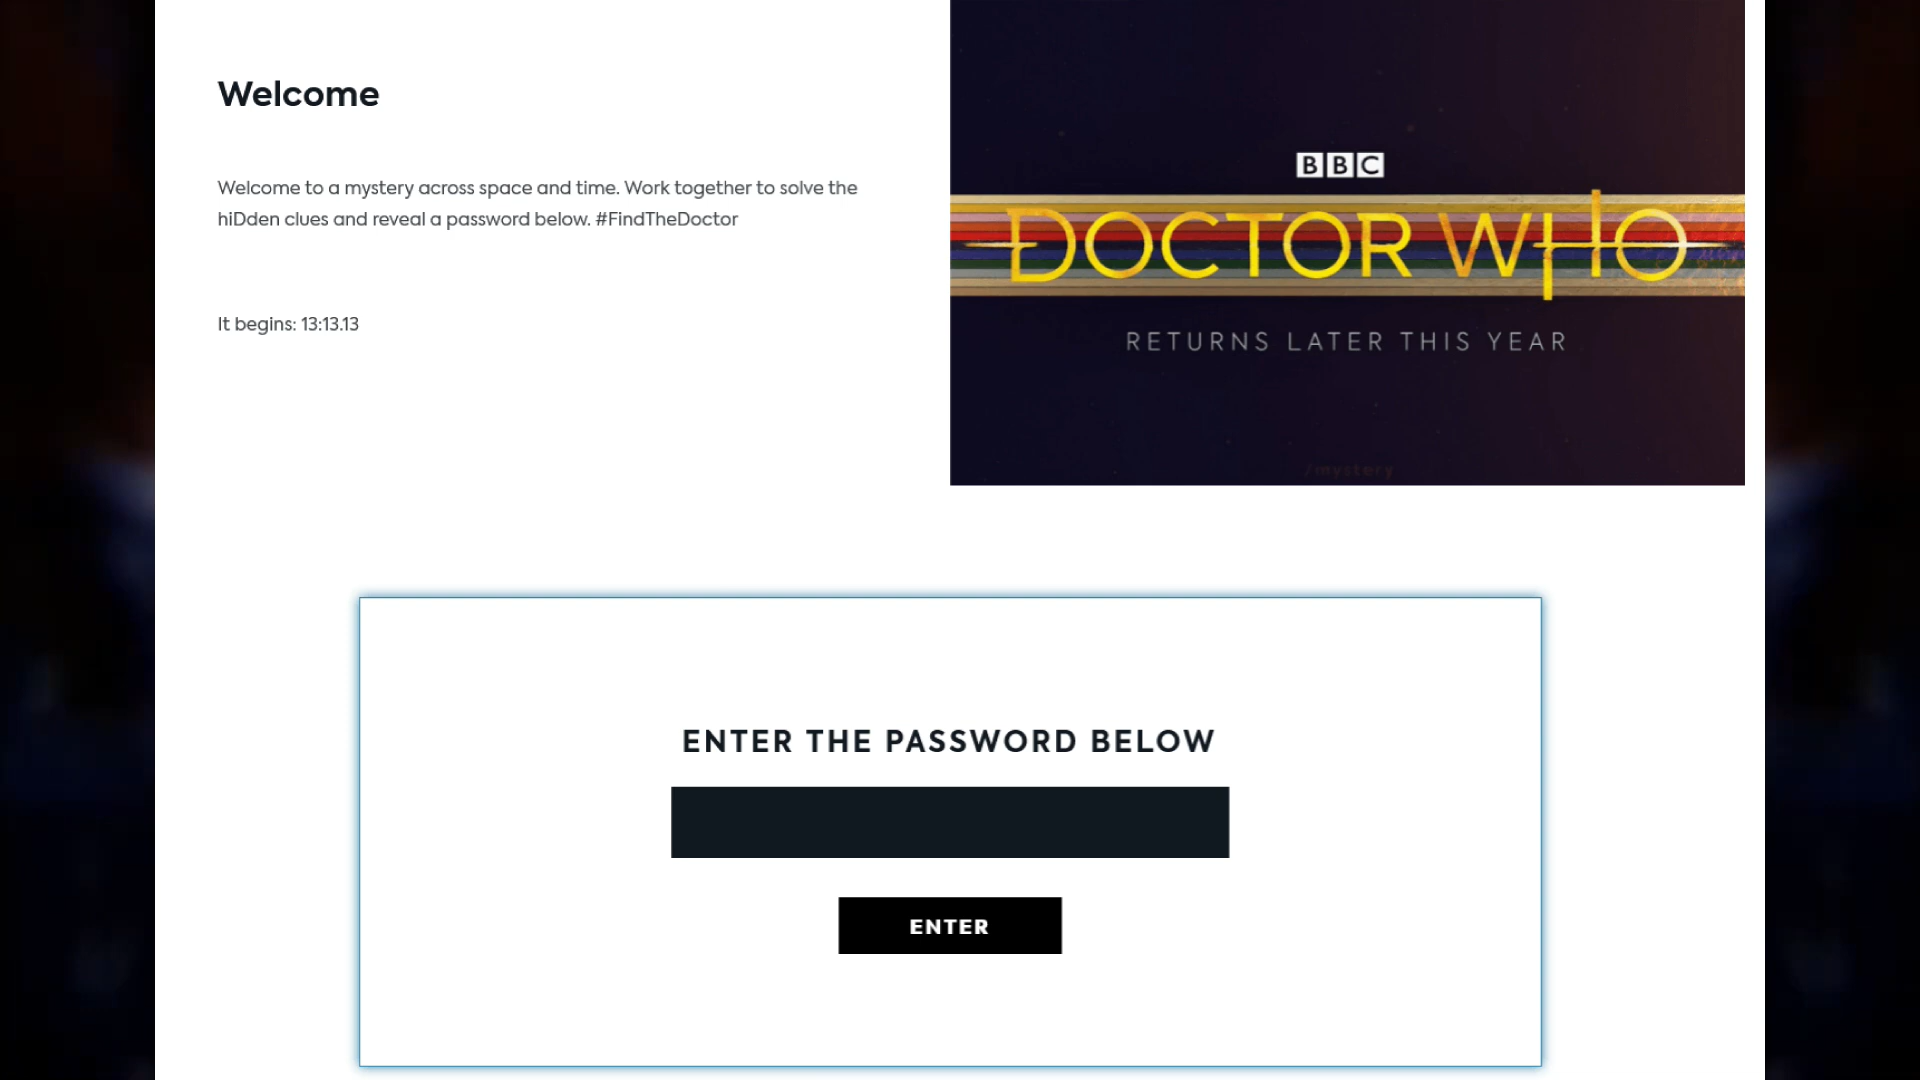 Welcome
Welcome to a mystery across space and time. Work together to solve the
hiDden clues and reveal a password below. #FindTheDoctor
It begins: 13:13.13
BBC
DOCTOR WHO
RETURNS LATER THIS YEAR
/mystery
ENTER THE PASSWORD BELOW
ENTER